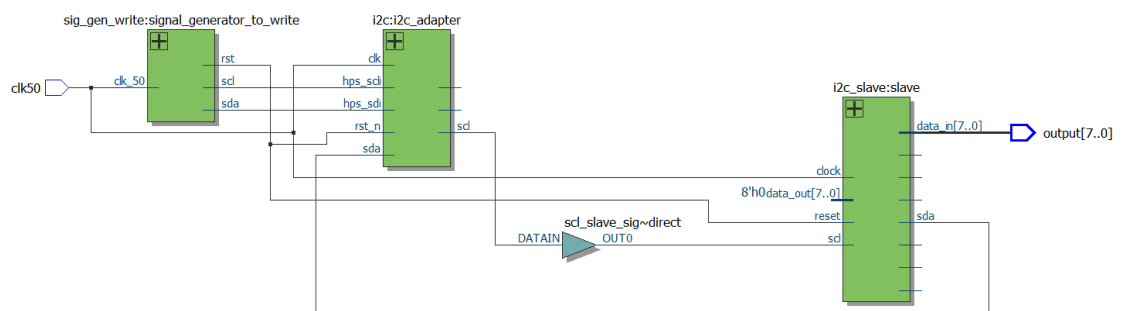 sig_gen_write:signal_generator_to_write
i2c:i2c_adapter
rst
clk
clk50
clk_50
scl
hps_scli
sda
hps_sdi
rst_n
scl
sda
i2c_slave:slave
data_in[7..0]
output[7..0]
clock
8'h0 data_out[7..0]
scl_slave_sig~direct
reset
sda
DATAIN
OUT0
scl